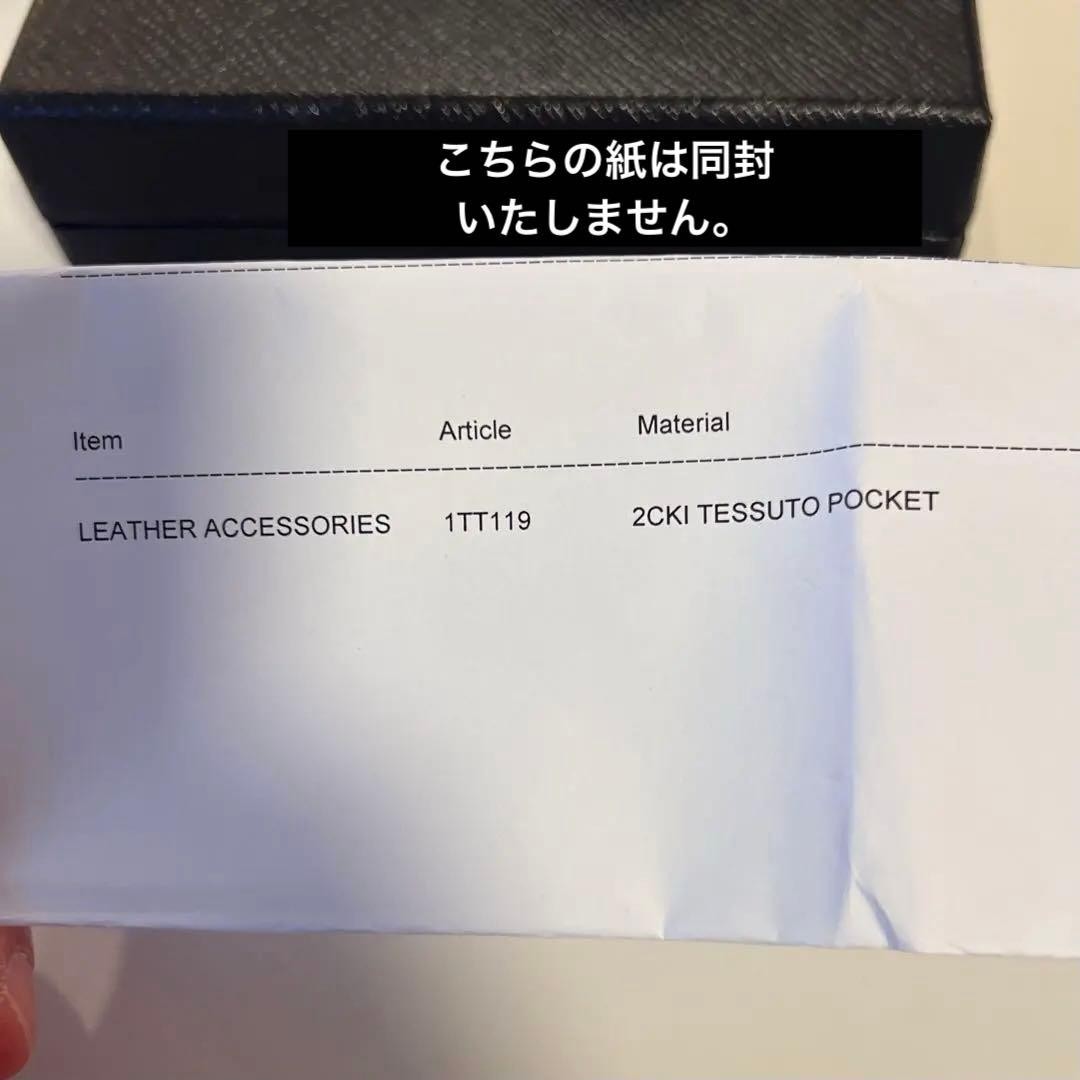 こちらの紙は同封
いたしません。
Item Article Material
LEATHER ACCESSORIES 1TT119 2CKI TESSUTO POCKET